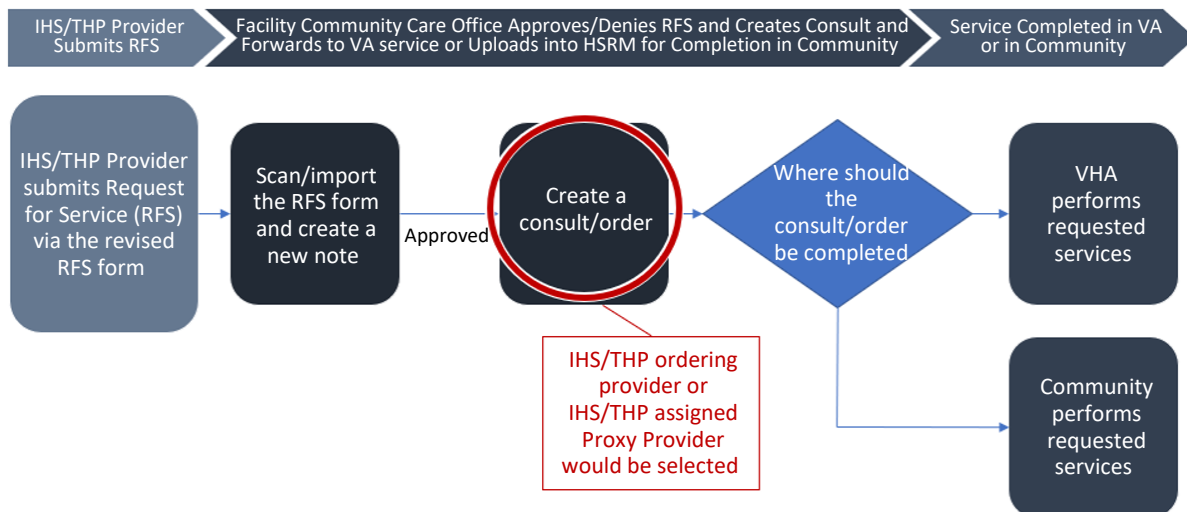 IHS/THP Provider
Submits RFS
Facility Community Care Office Approves/Denies RFS and Creates Consult and
Forwards to VA service or Uploads into HSRM for Completion in Community
Service Completed in VA
or in Community
IHS/THP Provider
submits Request
for Service (RFS)
via the revised
RFS form
Scan/import
the RFS form
and create a
new note
Approved
Create a
consult/order
Where should
the
consult/order
be completed
VHA
performs
requested
services
IHS/THP ordering
provider or
IHS/THP assigned
Proxy Provider
would be selected
Community
performs
requested
services